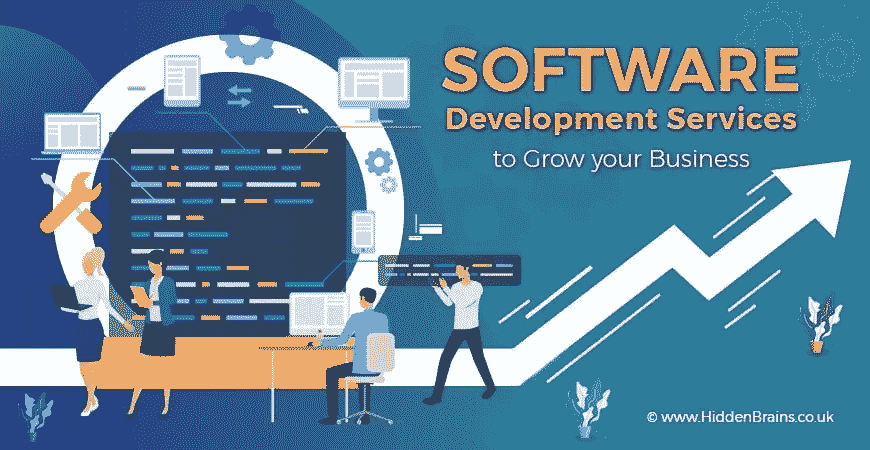 SOFTWARE
Development Services
to Grow your Business
© www.HiddenBrains.co.uk